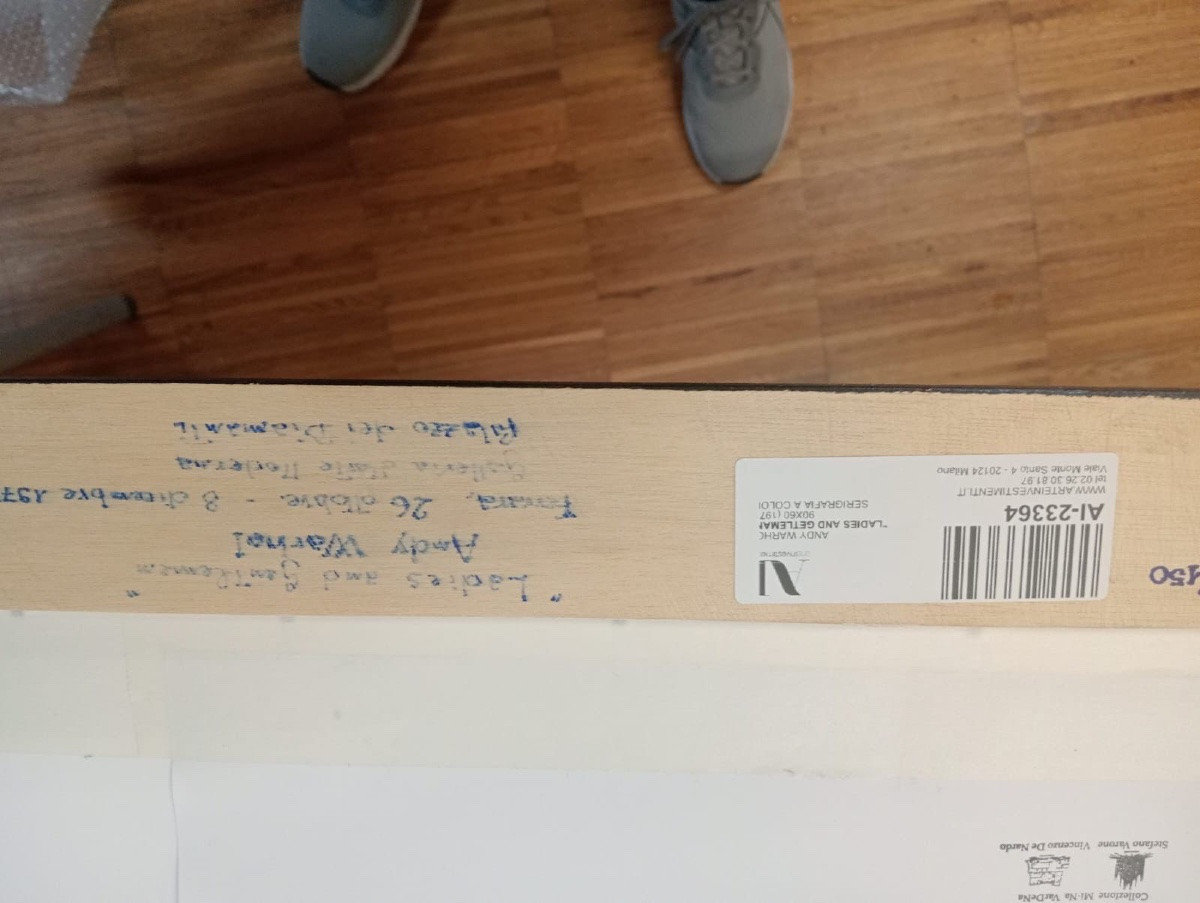 Collezione Mi-Na VarDeNa
Stefano Varone Vincenzo De Nardo
AI-23364
WWW.ARTEINVESTIMENTI.IT
tel 02.26.30.81.97
Viale Monte Santo 4 - 20124 Milano
AI
ANDY WARHO
"LADIES AND GETLEMAN
90X60 (197
SERIGRAFIA A COLOR
"Ladies and Gentlemen"
Andy Warhol
Ferrara, 26 ottobre. - 8 dicembre 197
Galleria d'Arte Moderna
Palazzo dei Diamanti